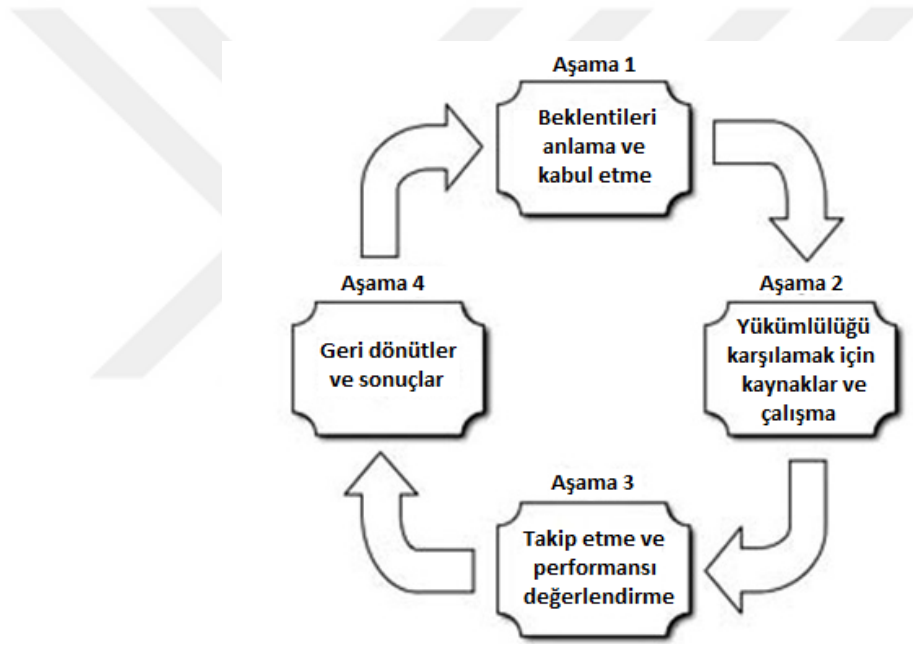 Aşama 1
Beklentileri
anlama ve
kabul etme
Aşama 2
Yükümlülüğü
karşılamak için
kaynaklar ve
çalışma
Aşama 3
Takip etme ve
performansı
değerlendirme
Aşama 4
Geri dönütler
ve sonuçlar